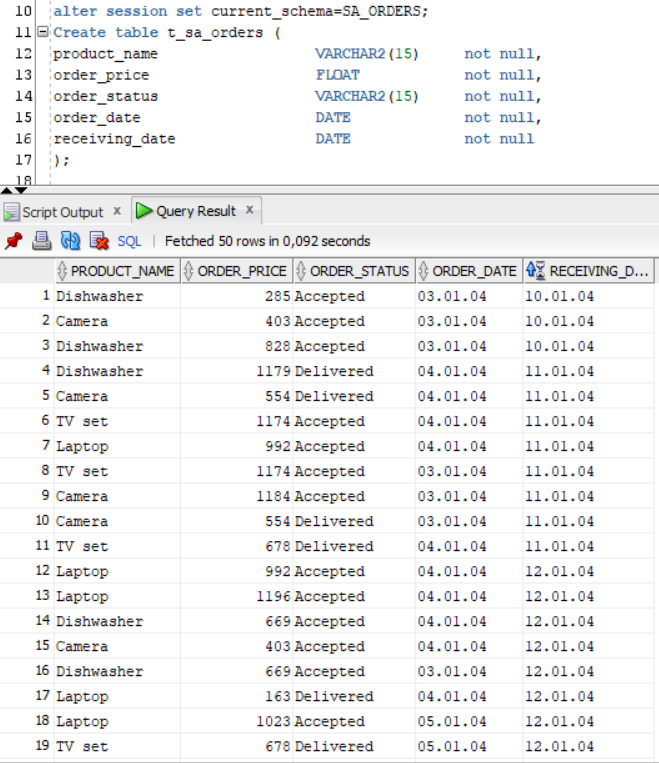 10 alter session set current_schema=SA_ORDERS;
11 Create table t_sa_orders (
12 product_name VARCHAR2(15) not null,
13 order_price FLOAT not null,
14 order_status VARCHAR2(15) not null,
15 order_date DATE not null,
16 receiving_date DATE not null
17 );
18
Script Output x Query Result x
SQL | Fetched 50 rows in 0,092 seconds
PRODUCT_NAME ORDER_PRICE ORDER_STATUS ORDER_DATE RECEIVING_D...
1 Dishwasher 285 Accepted 03.01.04 10.01.04
2 Camera 403 Accepted 03.01.04 10.01.04
3 Dishwasher 828 Accepted 03.01.04 10.01.04
4 Dishwasher 1179 Delivered 04.01.04 11.01.04
5 Camera 554 Delivered 04.01.04 11.01.04
6 TV set 1174 Accepted 04.01.04 11.01.04
7 Laptop 992 Accepted 04.01.04 11.01.04
8 TV set 1174 Accepted 03.01.04 11.01.04
9 Camera 1184 Accepted 03.01.04 11.01.04
10 Camera 554 Delivered 03.01.04 11.01.04
11 TV set 678 Delivered 04.01.04 11.01.04
12 Laptop 992 Accepted 04.01.04 12.01.04
13 Laptop 1196 Accepted 04.01.04 12.01.04
14 Dishwasher 669 Accepted 04.01.04 12.01.04
15 Camera 403 Accepted 04.01.04 12.01.04
16 Dishwasher 669 Accepted 03.01.04 12.01.04
17 Laptop 163 Delivered 04.01.04 12.01.04
18 Laptop 1023 Accepted 05.01.04 12.01.04
19 TV set 678 Delivered 05.01.04 12.01.04